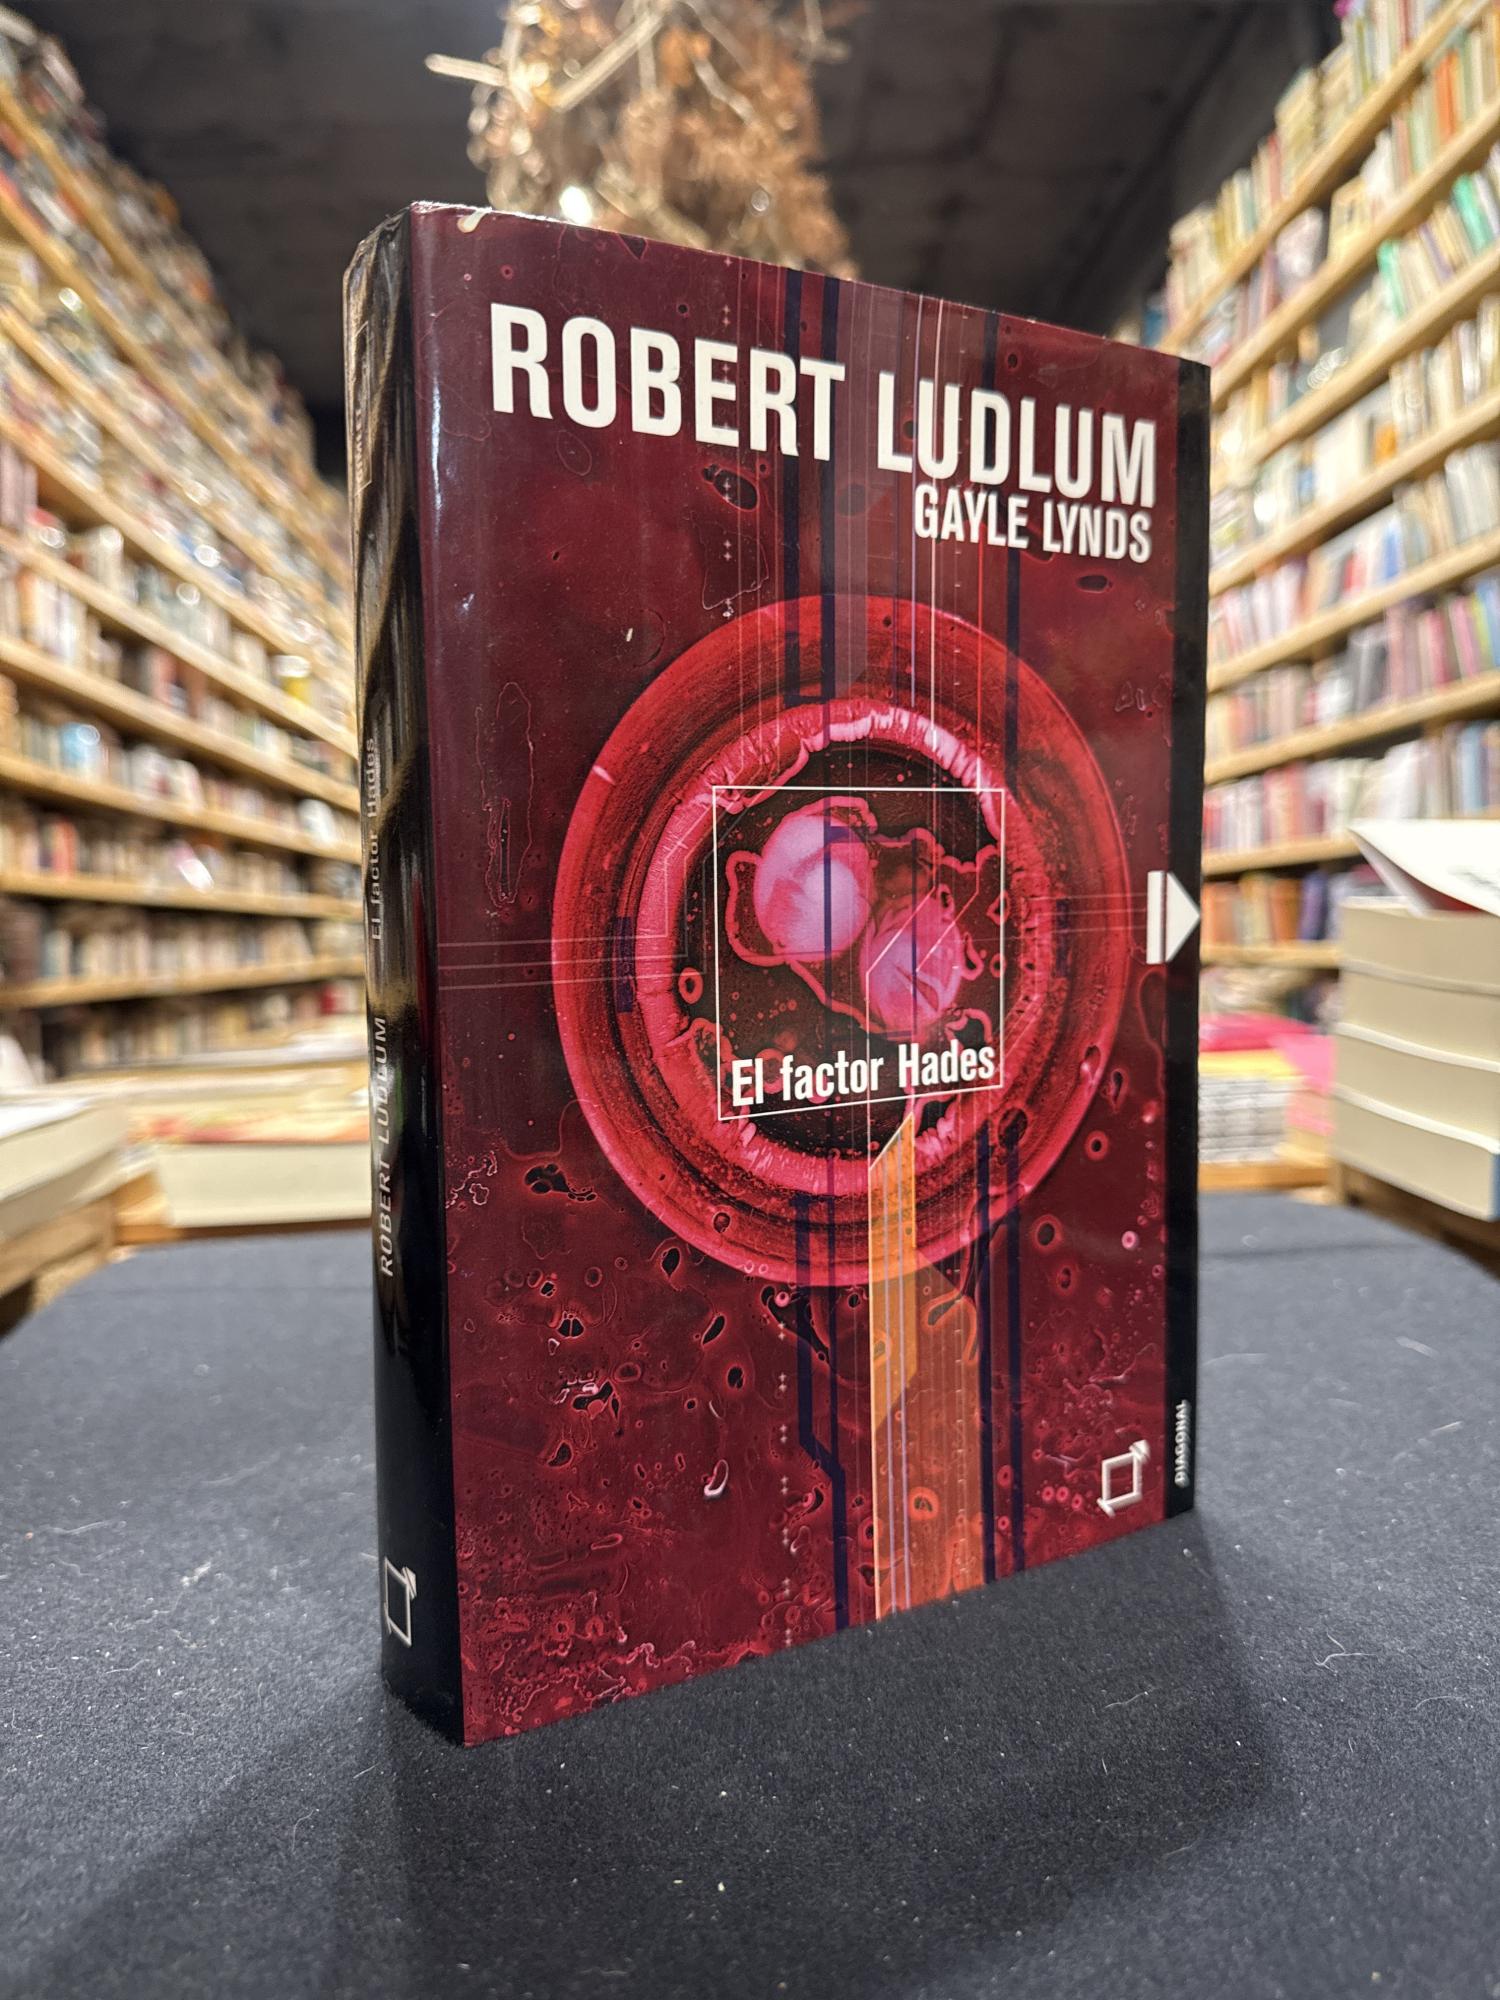 ROBERT LUDLUM
GAYLE LYNDS
El factor Hades
DIAGONAL
ROBERT LUDLUM
El factor Hades